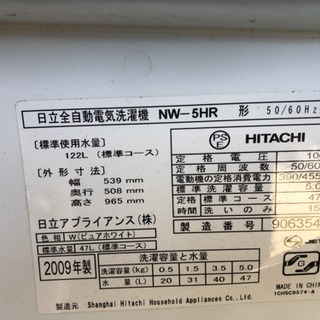 日立全自動電気洗濯機 NW-5HR 形 50/60Hz
[標準使用水量]
122L (標準コース)
[外形寸法]
幅 539 mm
奥行 508 mm
高さ 965 mm
日立アプライアンス(株)
色相 W(ピュアホワイト)
標準水量 47L(標準コース)
PS E HITACHI
定格電圧 10
定格周波数 50/60
電動機の定格消費電力 390/455
標準洗濯容量 5.0
標準水量 47
洗い時の 15
製造番号 906354
2009年製
洗濯容量と水量
洗濯容量(kg) 0.5 1.5 3.5 5.0
水量(L) 20 31 40 47
JET
MADE IN CHIN
1CHSC8574-A
製造元 Shanghai Hitachi Household Appliances Co., Ltd.